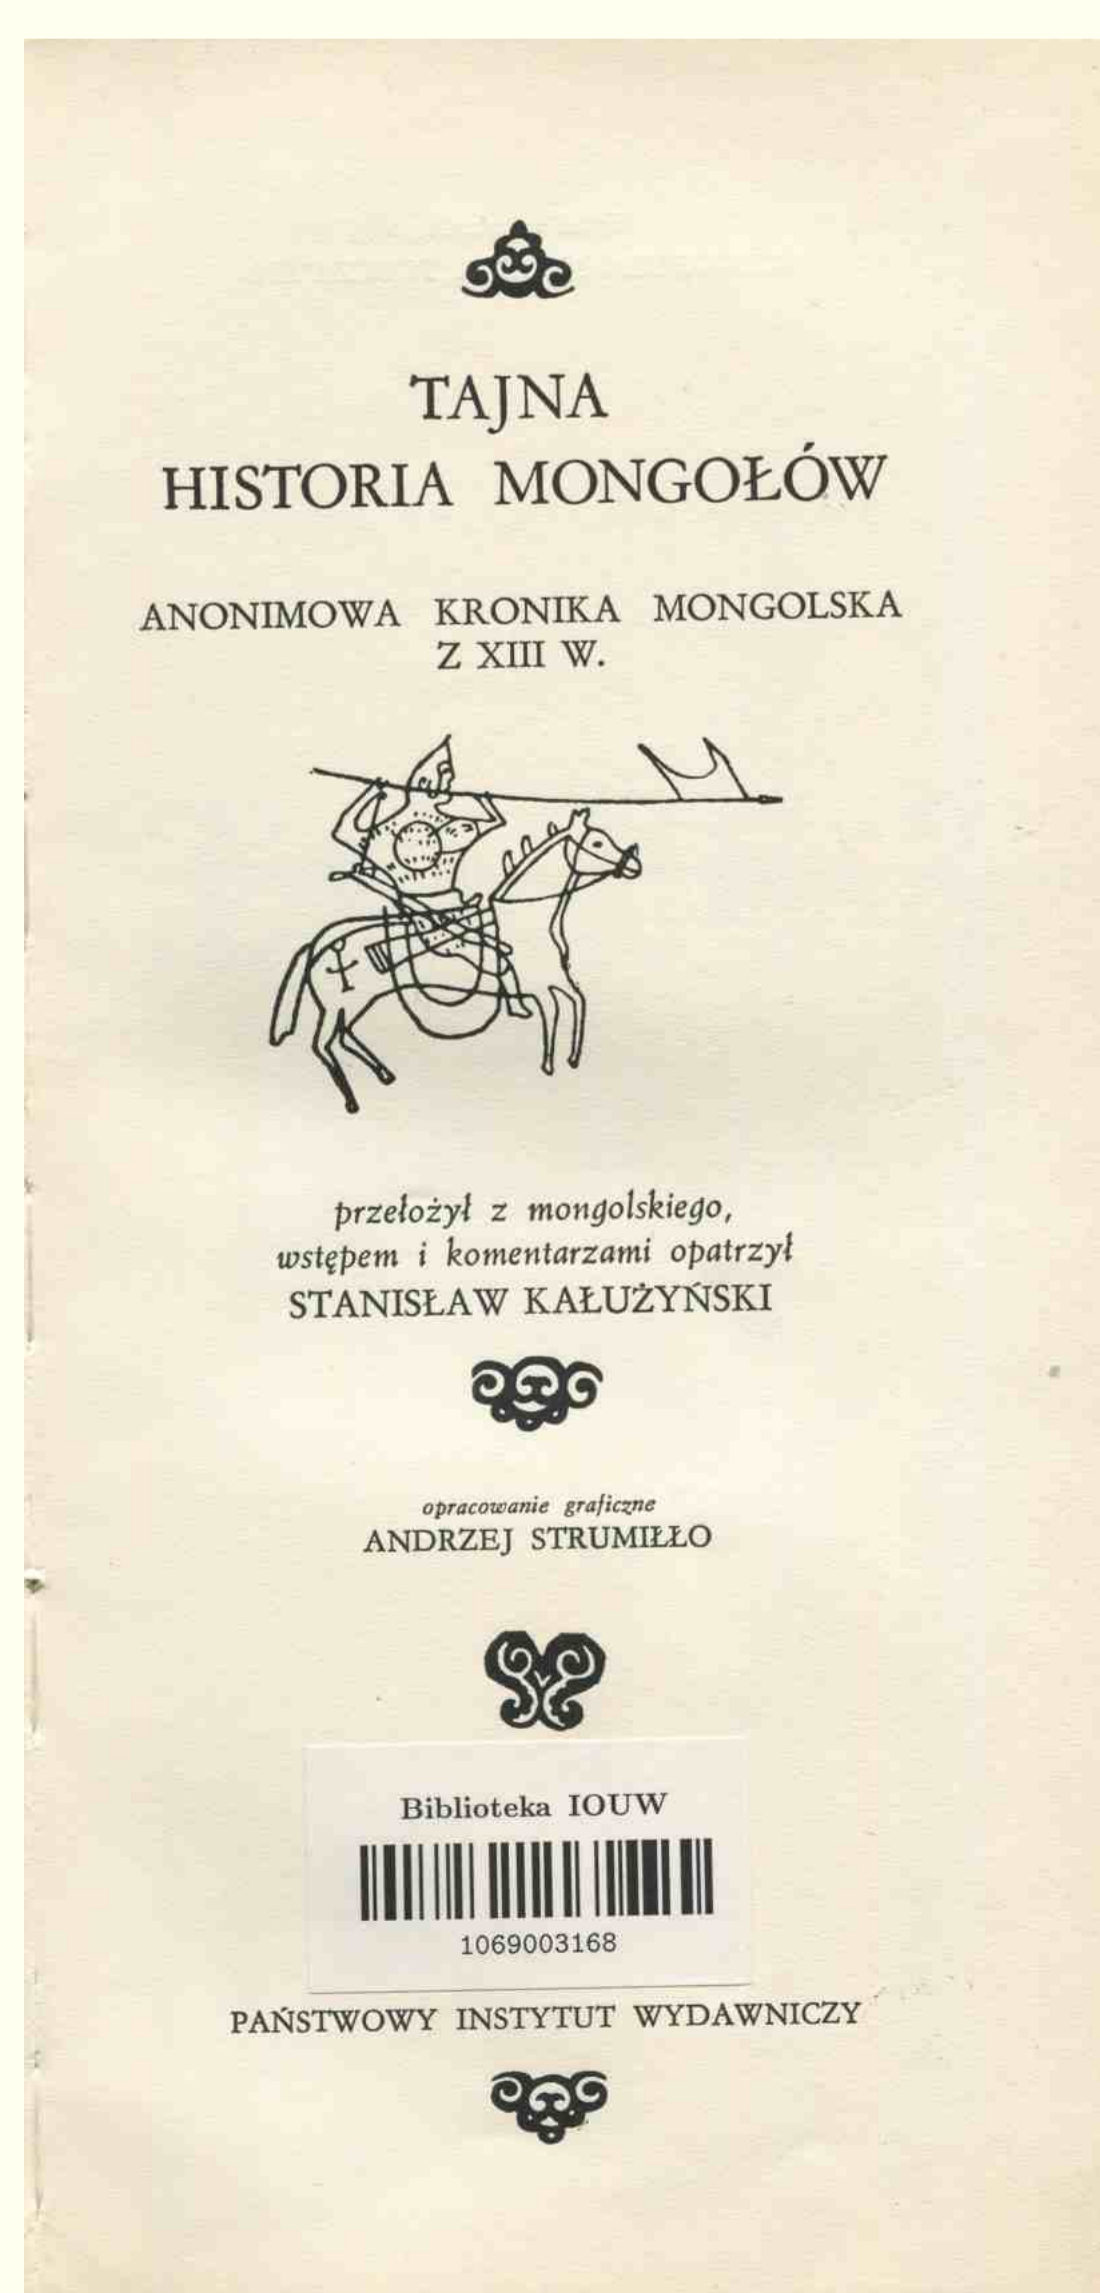 TAJNA
HISTORIA MONGOŁÓW
ANONIMOWA KRONIKA MONGOLSKA
Z XIII W.
przełożył z mongolskiego,
wstępem i komentarzami opatrzył
STANISŁAW KAŁUŻYŃSKI
opracowanie graficzne
ANDRZEJ STRUMIŁŁO
Biblioteka IOUW
1069003168
PAŃSTWOWY INSTYTUT WYDAWNICZY